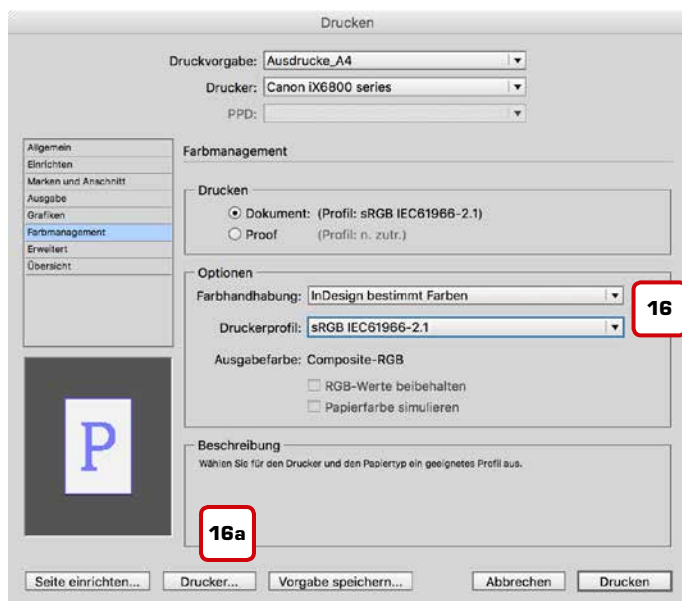 Drucken
Druckvorgabe: Ausdrucke_A4
Drucker: Canon iX6800 series
PPD:
Allgemein
Einrichten
Marken und Anschnitt
Ausgabe
Grafiken
Farbmanagement
Erweitert
Übersicht
Farbmanagement
Drucken
Dokument: (Profil: sRGB IEC61966-2.1)
Proof (Profil: n. zutr.)
Optionen
Farbhandhabung: InDesign bestimmt Farben
16
Druckerprofil: sRGB IEC61966-2.1
Ausgabefarbe: Composite-RGB
RGB-Werte beibehalten
Papierfarbe simulieren
P
Beschreibung
Wählen Sie für den Drucker und den Papiertyp ein geeignetes Profil aus.
16a
Seite einrichten... Drucker... Vorgabe speichern... Abbrechen Drucken